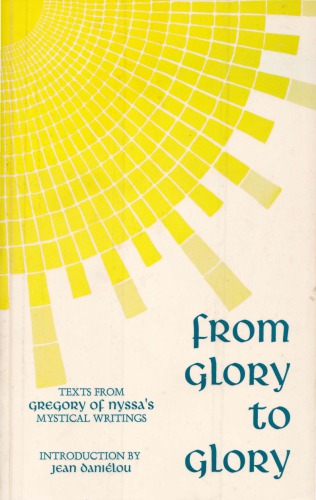 from
glory
to
glory
TEXTS FROM
gregory of nyssa's
MYSTICAL WRITINGS
INTRODUCTION BY
jean daniélou